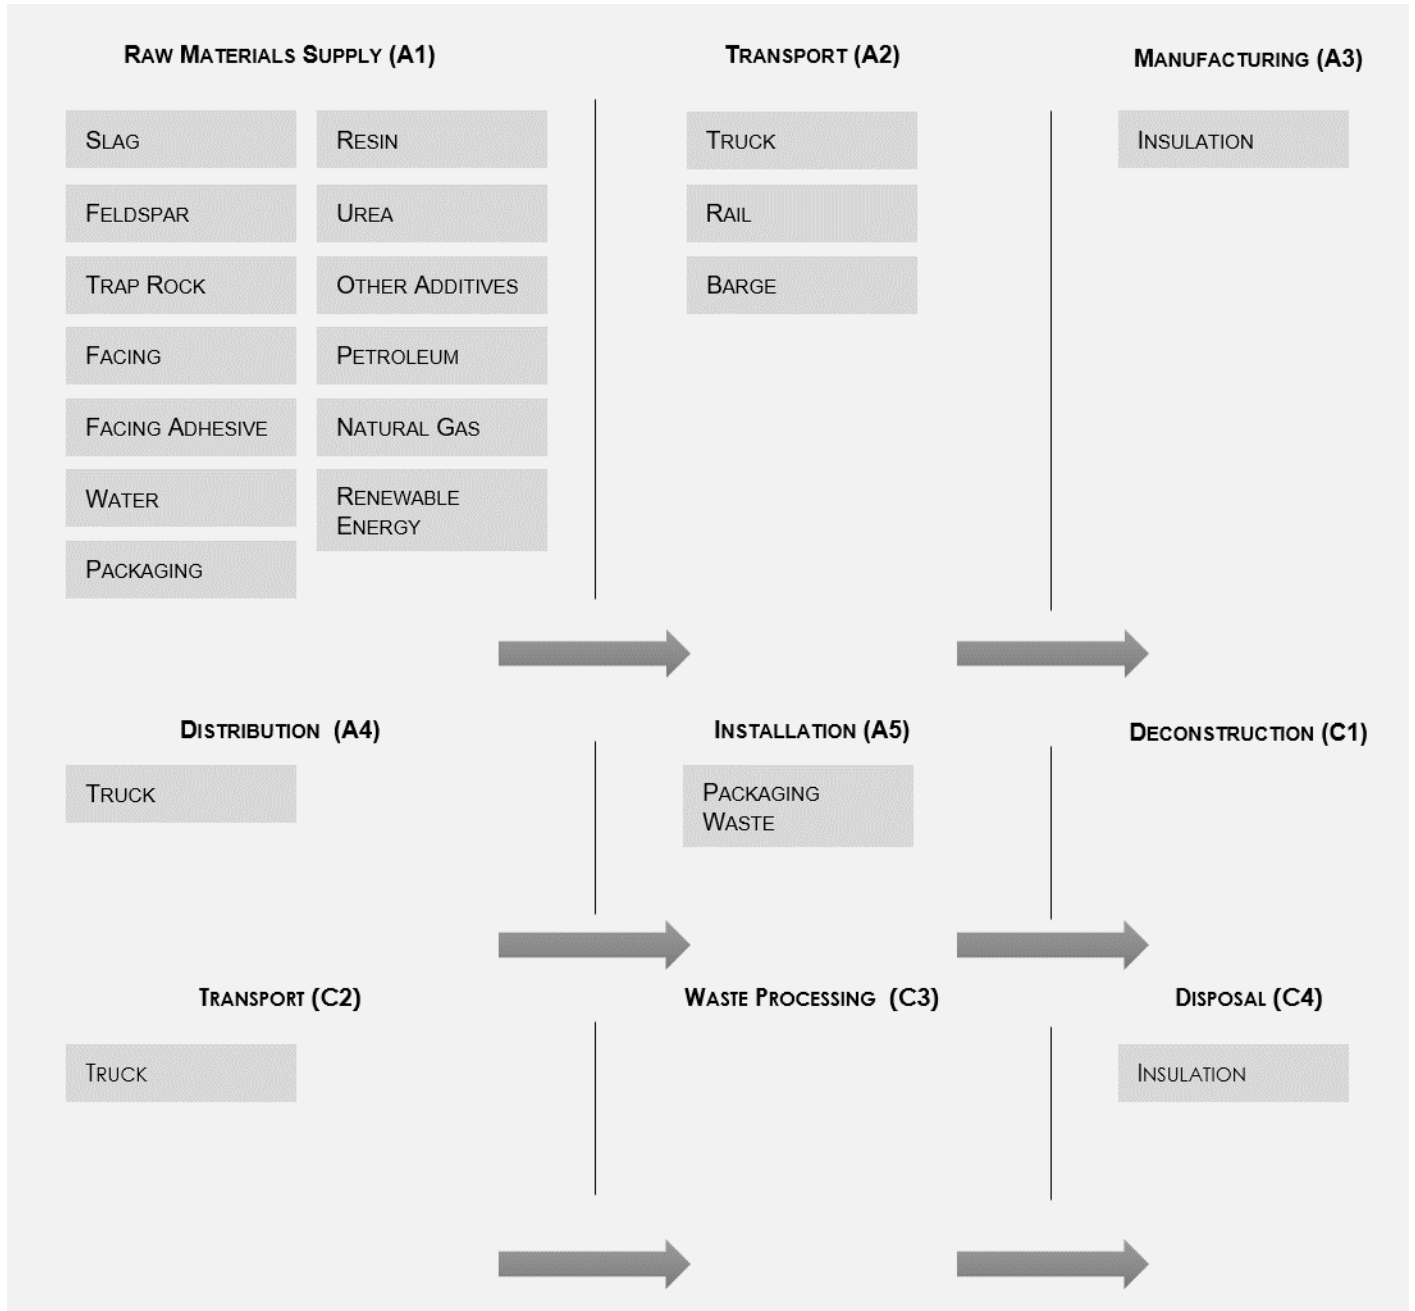 RAW MATERIALS SUPPLY (A1)
SLAG
FELDSPAR
TRAP ROCK
FACING
FACING ADHESIVE
WATER
PACKAGING
RESIN
UREA
OTHER ADDITIVES
PETROLEUM
NATURAL GAS
RENEWABLE
ENERGY
TRANSPORT (A2)
TRUCK
RAIL
BARGE
MANUFACTURING (A3)
INSULATION
DISTRIBUTION (A4)
TRUCK
INSTALLATION (A5)
PACKAGING
WASTE
DECONSTRUCTION (C1)
TRANSPORT (C2)
TRUCK
WASTE PROCESSING (C3)
DISPOSAL (C4)
INSULATION